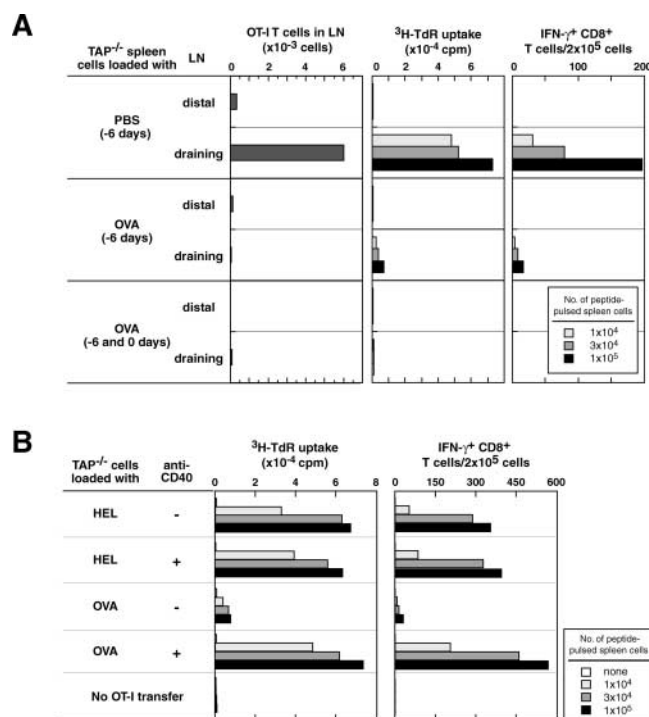 A
TAP-/- spleen cells loaded with
LN
OT-I T cells in LN
(x10-3 cells)
0 2 4 6
3H-TdR uptake
(x10-4 cpm)
0 2 4 6
IFN-γ+ CD8+
T cells/2x105 cells
0 50 100 150 200
PBS
(-6 days)
distal
draining
OVA
(-6 days)
distal
draining
OVA
(-6 and 0 days)
distal
draining
No. of peptide-
pulsed spleen cells
1x104
3x104
1x105
B
TAP-/- cells
loaded with
anti-
CD40
3H-TdR uptake
(x10-4 cpm)
0 2 4 6 8
IFN-γ+ CD8+
T cells/2x105 cells
0 150 300 450 600
HEL -
HEL +
OVA -
OVA +
No OT-I transfer
No. of peptide-
pulsed spleen cells
none
1x104
3x104
1x105